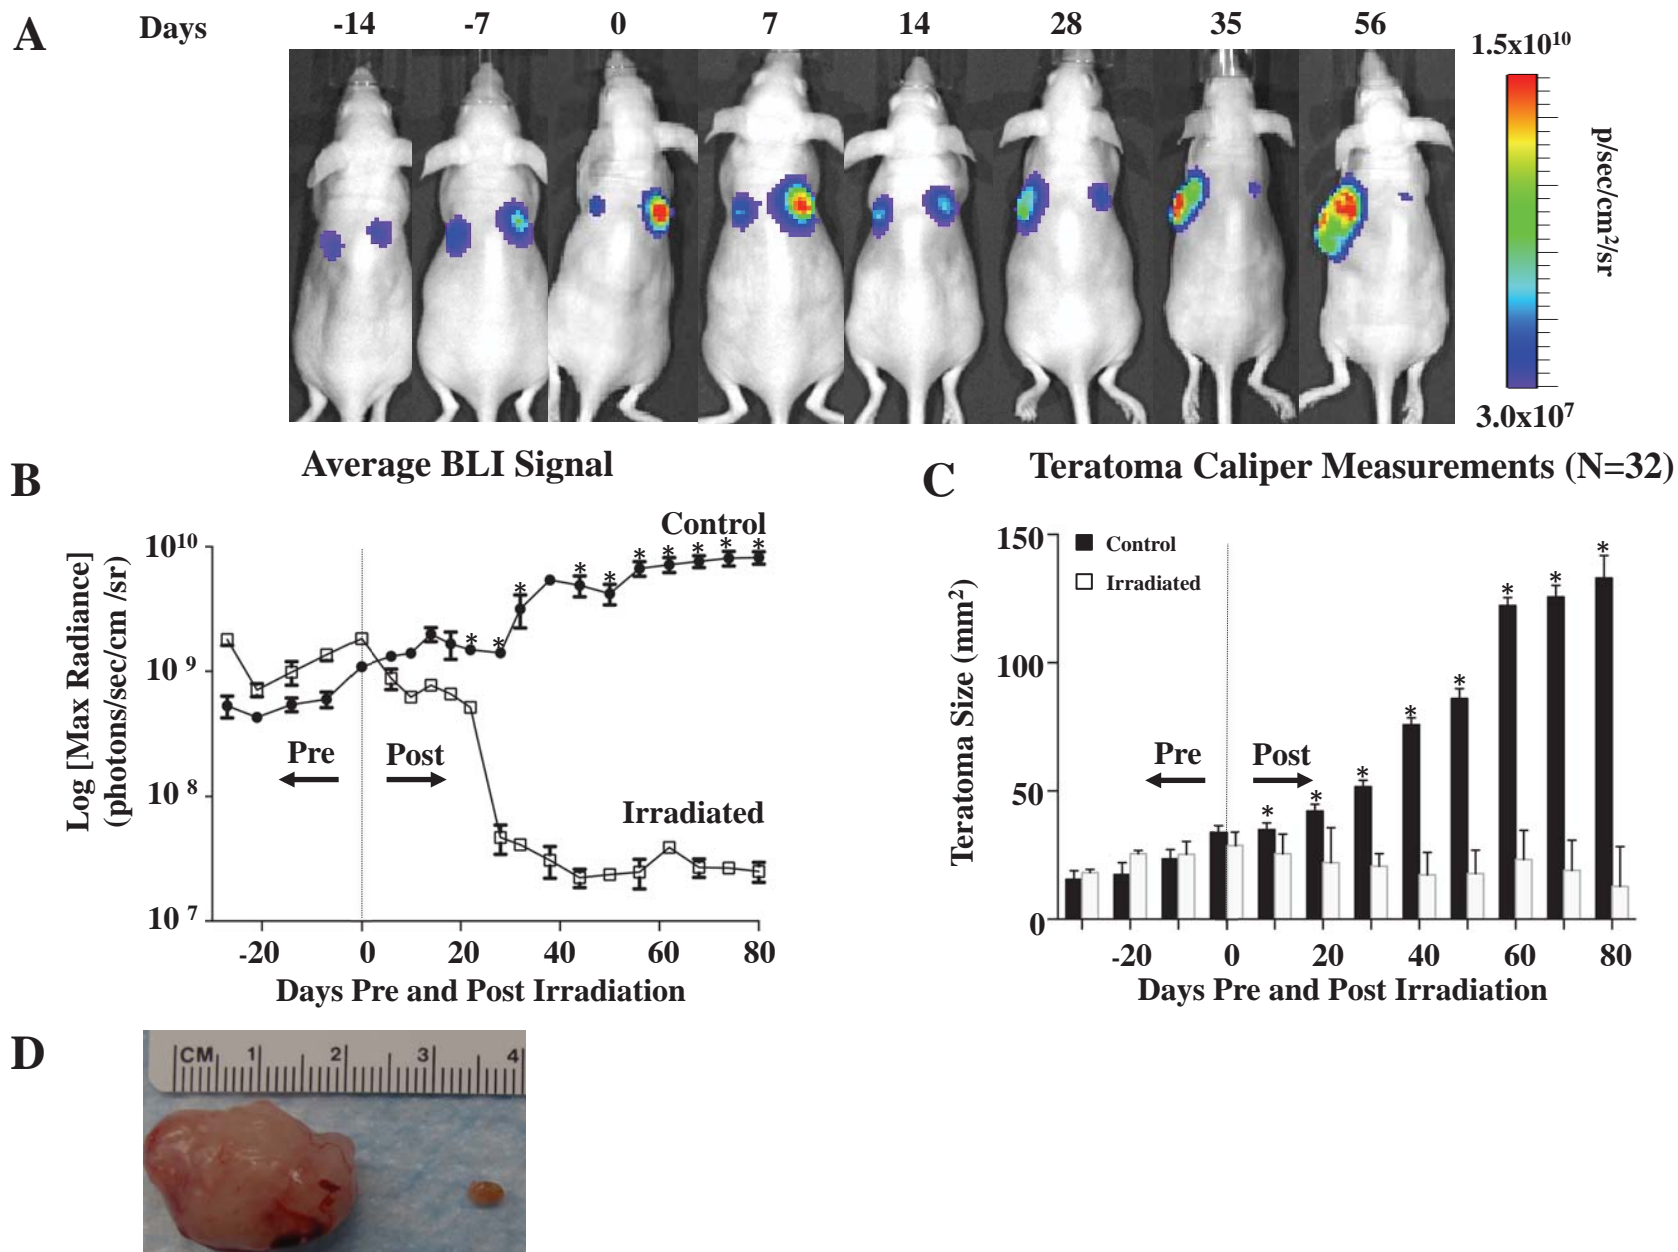 A
Days -14 -7 0 7 14 28 35 56
1.5x10¹⁰
p/sec/cm²/sr
3.0x10⁷
B
Average BLI Signal
Log [Max Radiance]
(photons/sec/cm /sr)
10¹⁰
10⁹
10⁸
10⁷
Control
Pre Post
Irradiated
-20 0 20 40 60 80
Days Pre and Post Irradiation
* * * * * * * * * *
C
Teratoma Caliper Measurements (N=32)
Teratoma Size (mm²)
150
100
50
0
Control
Irradiated
Pre Post
* * * * * * * *
-20 0 20 40 60 80
Days Pre and Post Irradiation
D
CM 1 2 3 4